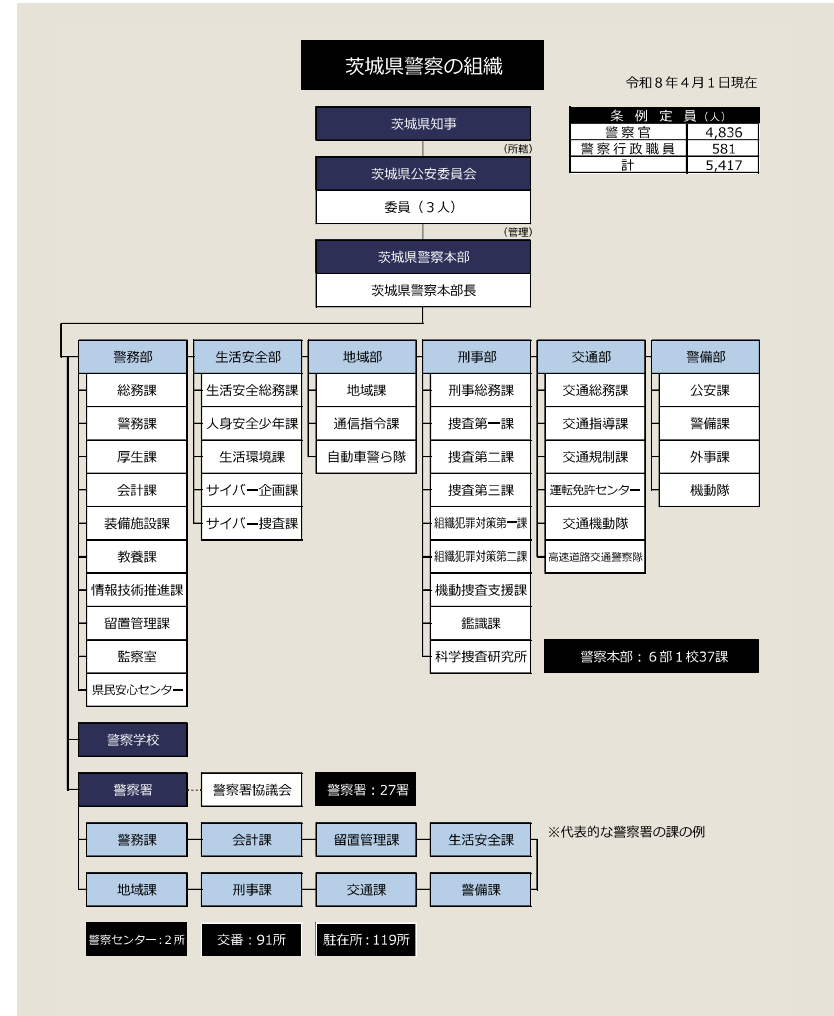 茨城県警察の組織
令和8年4月1日現在
条例定員(人)
警察官 4,836
警察行政職員 581
計 5,417
茨城県知事
(所轄)
茨城県公安委員会
委員(3人)
(管理)
茨城県警察本部
茨城県警察本部長
警務部 生活安全部 地域部 刑事部 交通部 警備部
総務課 生活安全総務課 地域課 刑事総務課 交通総務課 公安課
警務課 人身安全少年課 通信指令課 捜査第一課 交通指導課 警備課
厚生課 生活環境課 自動車警ら隊 捜査第二課 交通規制課 外事課
会計課 サイバー企画課 捜査第三課 運転免許センター 機動隊
装備施設課 サイバー捜査課 組織犯罪対策第一課 交通機動隊
教養課 組織犯罪対策第二課 高速道路交通警察隊
情報技術推進課 機動捜査支援課
留置管理課 鑑識課
監察室 科学捜査研究所 警察本部:6部1校37課
県民安心センター
警察学校
警察署 警察署協議会 警察署:27署
警務課 会計課 留置管理課 生活安全課 ※代表的な警察署の課の例
地域課 刑事課 交通課 警備課
警察センター:2所 交番:91所 駐在所:119所